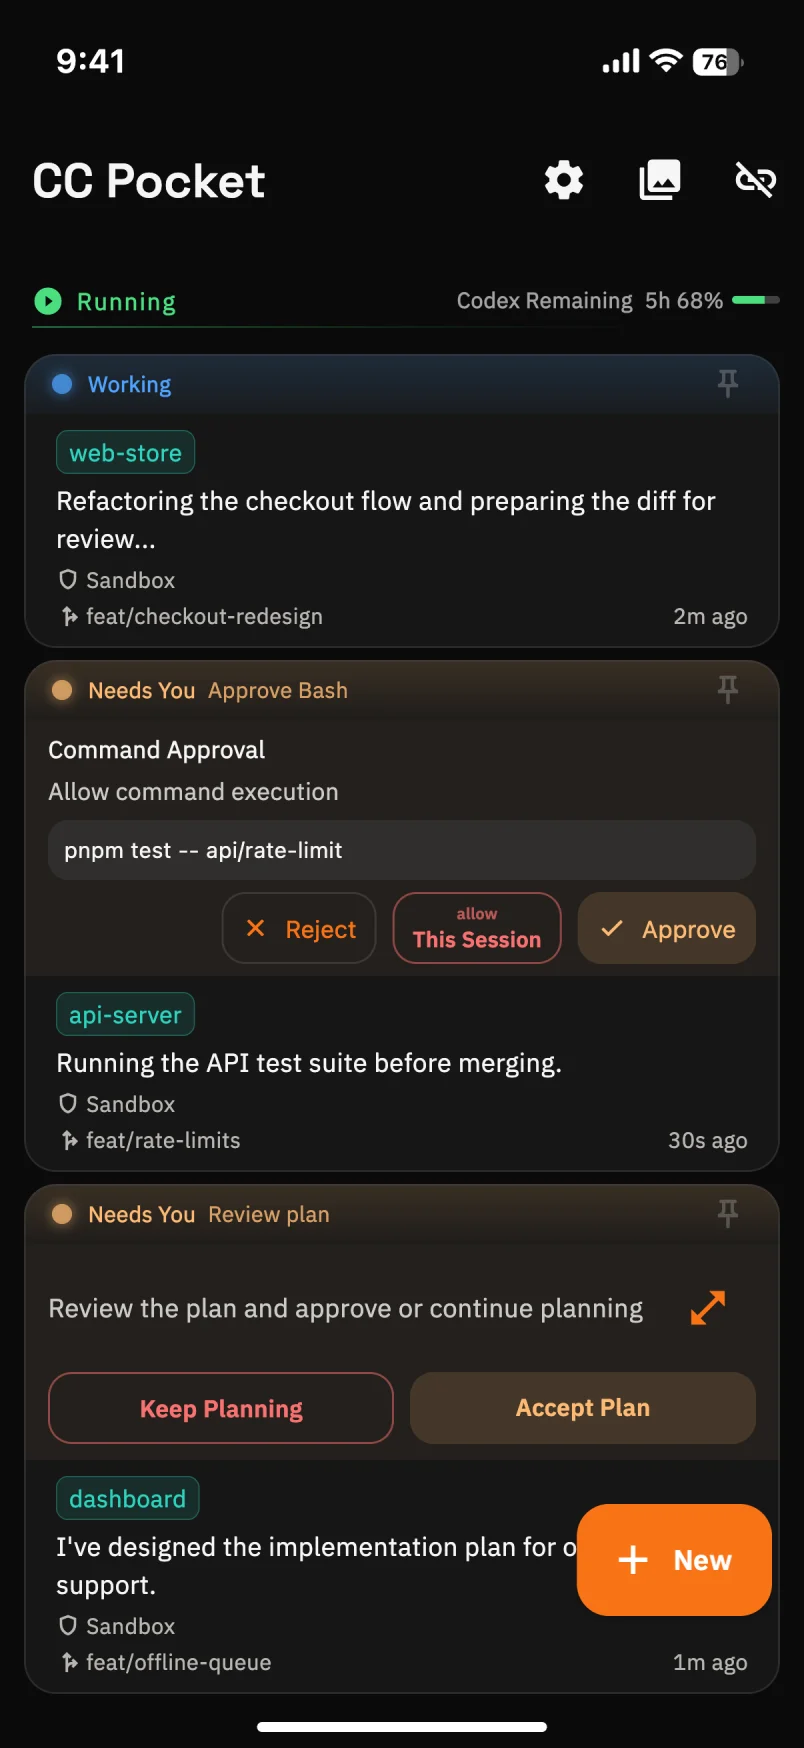 9:41
76
CC Pocket
Running
Codex Remaining 5h 68%
Working
web-store
Refactoring the checkout flow and preparing the diff for
review...
Sandbox
feat/checkout-redesign
2m ago
Needs You Approve Bash
Command Approval
Allow command execution
pnpm test -- api/rate-limit
Reject
allow
This Session
Approve
api-server
Running the API test suite before merging.
Sandbox
feat/rate-limits
30s ago
Needs You Review plan
Review the plan and approve or continue planning
Keep Planning
Accept Plan
dashboard
I've designed the implementation plan for
support.
New
Sandbox
feat/offline-queue
1m ago